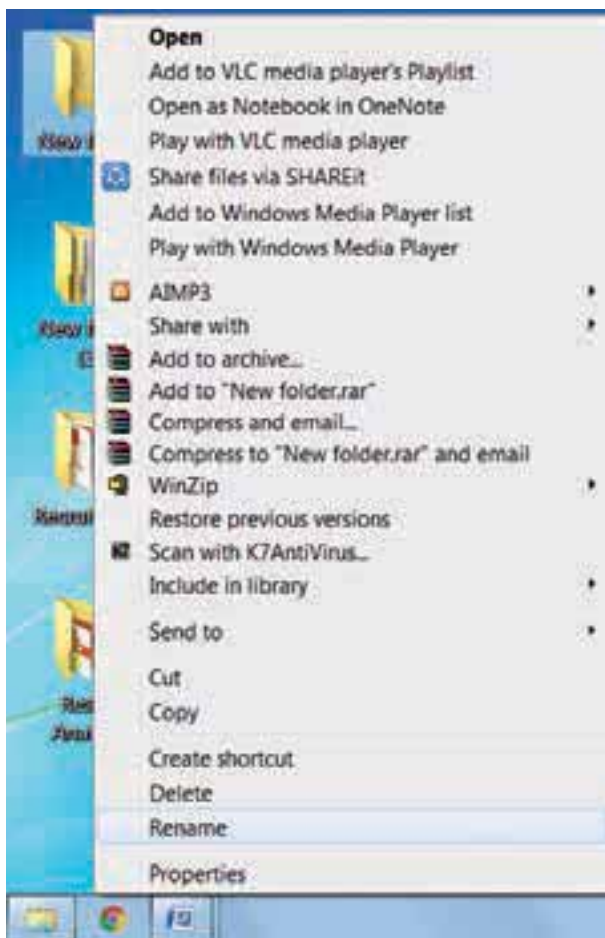 Open
Add to VLC media player's Playlist
Open as Notebook in OneNote
New
Play with VLC media player
Share files via SHAREit
Add to Windows Media Player list
Play with Windows Media Player
AIMP3
New
Share with
Add to archive...
Add to "New folder.rar"
Compress and email...
Compress to "New folder.rar" and email
WinZip
Restore previous versions
Scan with K7AntiVirus...
Include in library
Send to
Cut
Copy
Create shortcut
Delete
Rename
Properties